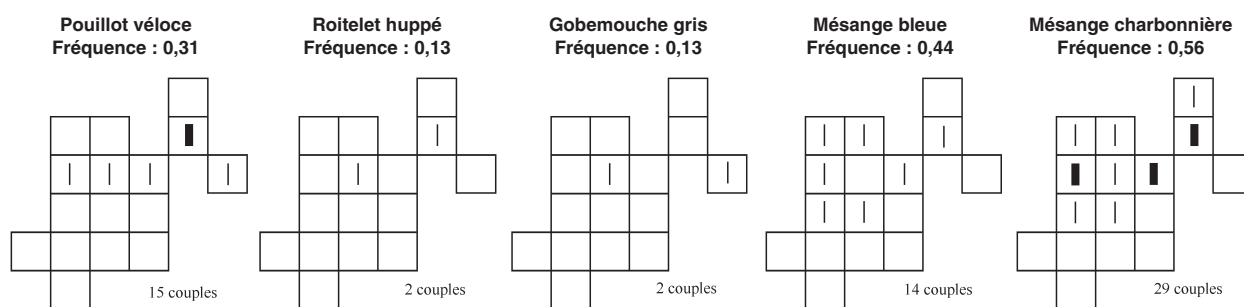 Pouillot véloce
Fréquence : 0,31
Roitelet huppé
Fréquence : 0,13
Gobemouche gris
Fréquence : 0,13
Mésange bleue
Fréquence : 0,44
Mésange charbonnière
Fréquence : 0,56
15 couples
2 couples
2 couples
14 couples
29 couples